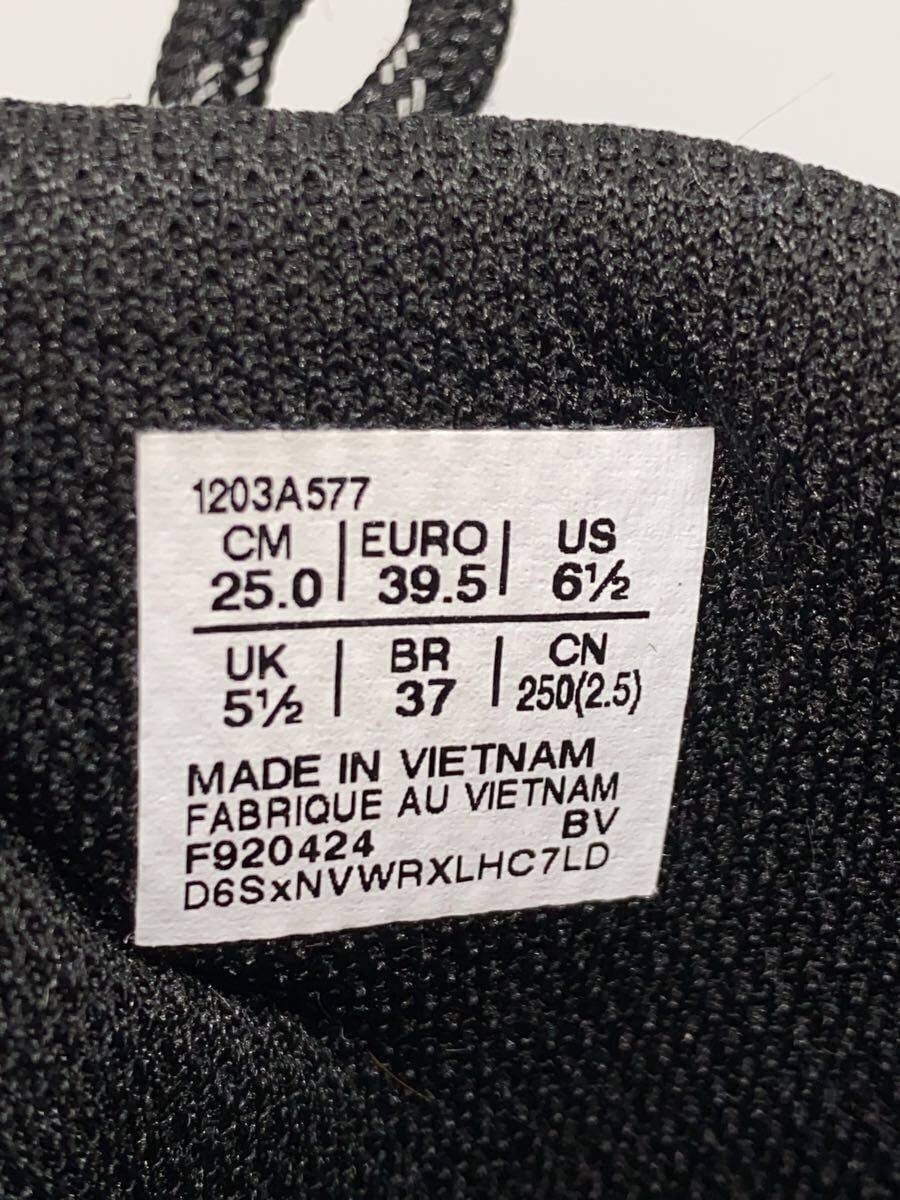 1203A577
CM | EURO | US
25.0 | 39.5 | 6½
UK | BR | CN
5½ | 37 | 250(2.5)
MADE IN VIETNAM
FABRIQUE AU VIETNAM
F920424 BV
D6SxNVWRXLHC7LD